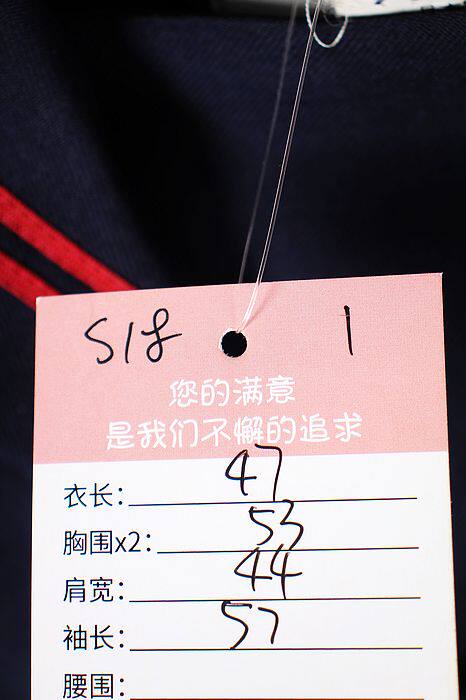 S18 1
您的满意
是我们不懈的追求
衣长: 47
胸围x2: 53
肩宽: 44
袖长: 57
腰围: